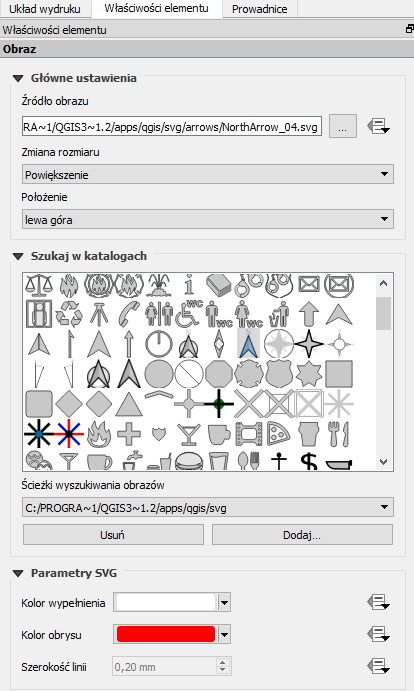 Układ wydruku Właściwości elementu Prowadnice
Właściwości elementu
Obraz
Główne ustawienia
Źródło obrazu
RA~1/QGIS3~1.2/apps/qgis/svg/arrows/NorthArrow_04.svg ...
Zmiana rozmiaru
Powiększenie
Położenie
lewa góra
Szukaj w katalogach
WC WC WC
Ścieżki wyszukiwania obrazów
C:/PROGRA~1/QGIS3~1.2/apps/qgis/svg
Usuń Dodaj...
Parametry SVG
Kolor wypełnienia
Kolor obrysu
Szerokość linii 0,20 mm